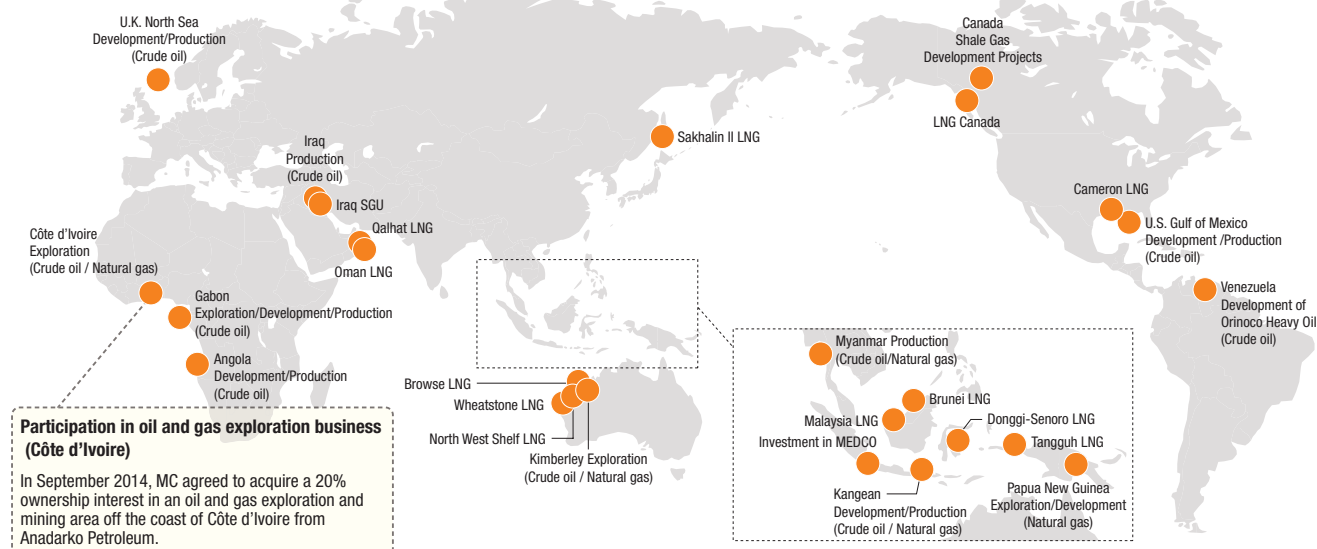 U.K. North Sea
Development/Production
(Crude oil)
Canada
Shale Gas
Development Projects
LNG Canada
Sakhalin II LNG
Iraq
Production
(Crude oil)
Iraq SGU
Qalhat LNG
Oman LNG
Cameron LNG
U.S. Gulf of Mexico
Development /Production
(Crude oil)
Côte d’Ivoire
Exploration
(Crude oil / Natural gas)
Gabon
Exploration/Development/Production
(Crude oil)
Angola
Development/Production
(Crude oil)
Venezuela
Development of
Orinoco Heavy Oil
(Crude oil)
Browse LNG
Wheatstone LNG
North West Shelf LNG
Kimberley Exploration
(Crude oil / Natural gas)
Myanmar Production
(Crude oil/Natural gas)
Brunei LNG
Malaysia LNG
Donggi-Senoro LNG
Investment in MEDCO
Tangguh LNG
Kangean
Development/Production
(Crude oil / Natural gas)
Papua New Guinea
Exploration/Development
(Natural gas)
Participation in oil and gas exploration business
(Côte d’Ivoire)
In September 2014, MC agreed to acquire a 20%
ownership interest in an oil and gas exploration and
mining area off the coast of Côte d’Ivoire from
Anadarko Petroleum.